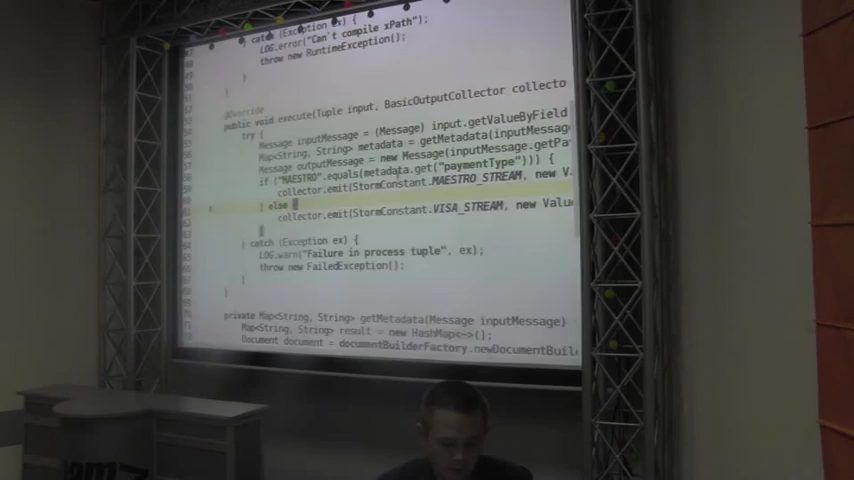 } catch (Exception ex) {
LOG.error("Can't compile xPath");
throw new RuntimeException();
}
}
@Override
public void execute(Tuple input, BasicOutputCollector collecto
try {
Message inputMessage = (Message) input.getValueByField
Map<String, String> metadata = getMetadata(inputMessag
Message outputMessage = new Message(inputMessage.getPa
if ("MAESTRO".equals(metadata.get("paymentType"))) {
collector.emit(StormConstant.MAESTRO_STREAM, new V
} else {
collector.emit(StormConstant.VISA_STREAM, new Valu
}
} catch (Exception ex) {
LOG.warn("Failure in process tuple", ex);
throw new FailedException();
}
}
private Map<String, String> getMetadata(Message inputMessage)
Map<String, String> result = new HashMap<~>();
Document document = documentBuilderFactory.newDocumentBuil